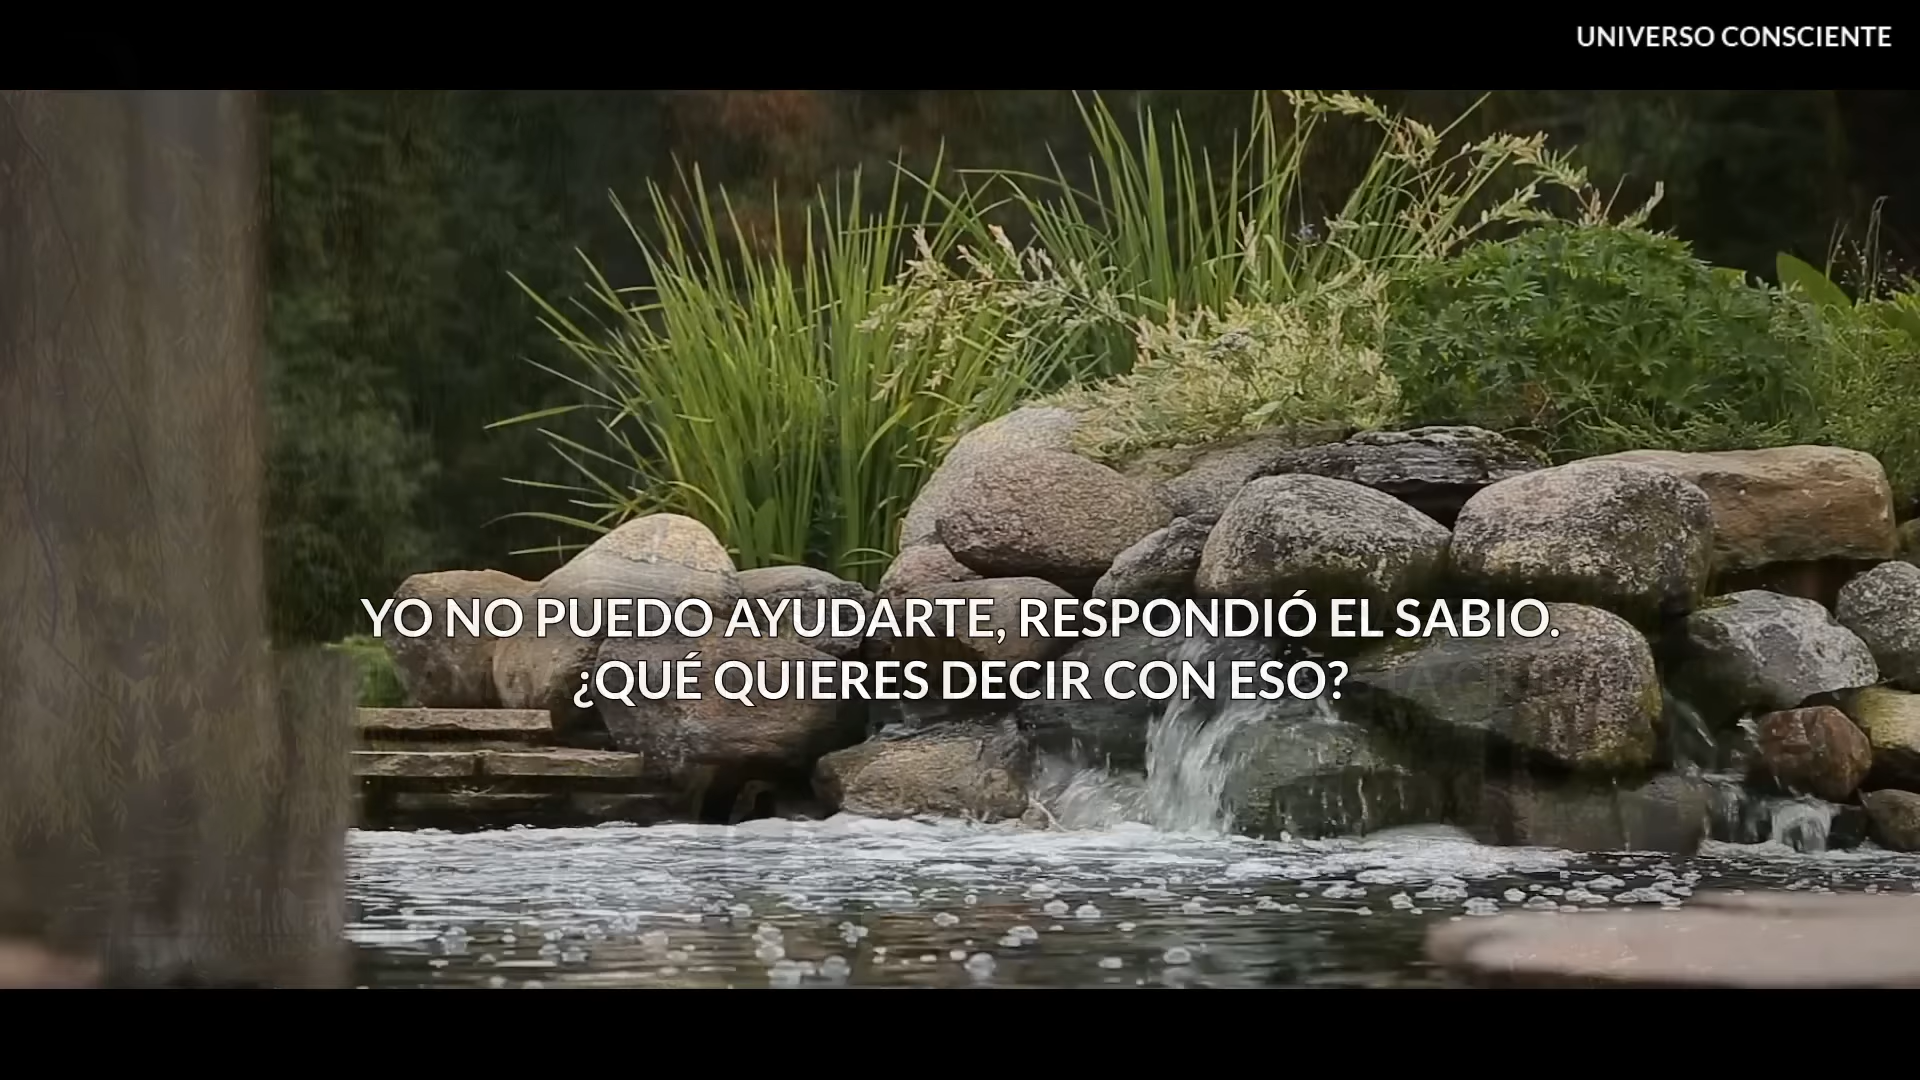 UNIVERSO CONSCIENTE
YO NO PUEDO AYUDARTE, RESPONDIÓ EL SABIO.
¿QUÉ QUIERES DECIR CON ESO?